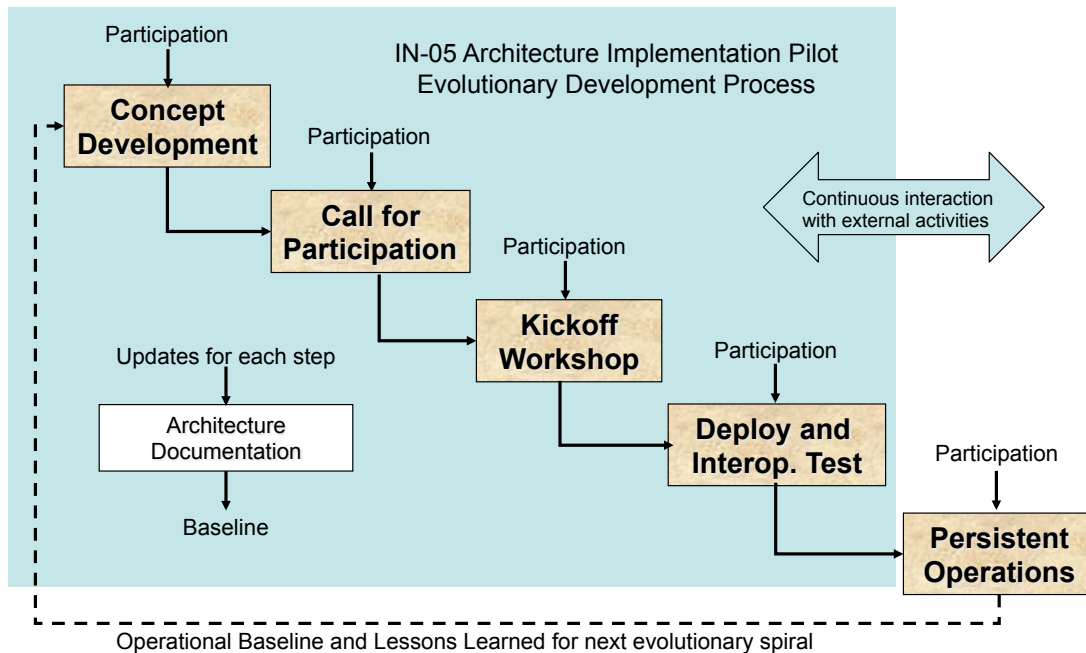 Participation
IN-05 Architecture Implementation Pilot
Evolutionary Development Process
Concept
Development
Participation
Call for
Participation
Continuous interaction
with external activities
Participation
Kickoff
Workshop
Updates for each step
Architecture
Documentation
Baseline
Participation
Deploy and
Interop. Test
Participation
Persistent
Operations
Operational Baseline and Lessons Learned for next evolutionary spiral